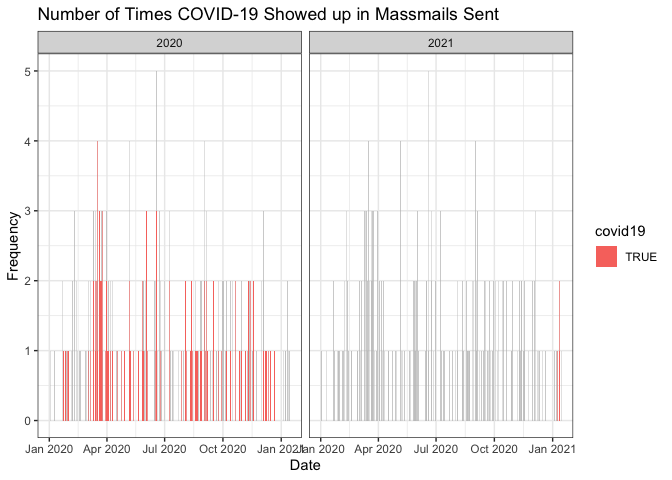 Number of Times COVID-19 Showed up in Massmails Sent
2020 2021
5
4
3
2
1
0
Frequency
Jan 2020 Apr 2020 Jul 2020 Oct 2020 Jan 2021 Jan 2020 Apr 2020 Jul 2020 Oct 2020 Jan 2021
Date
covid19
TRUE